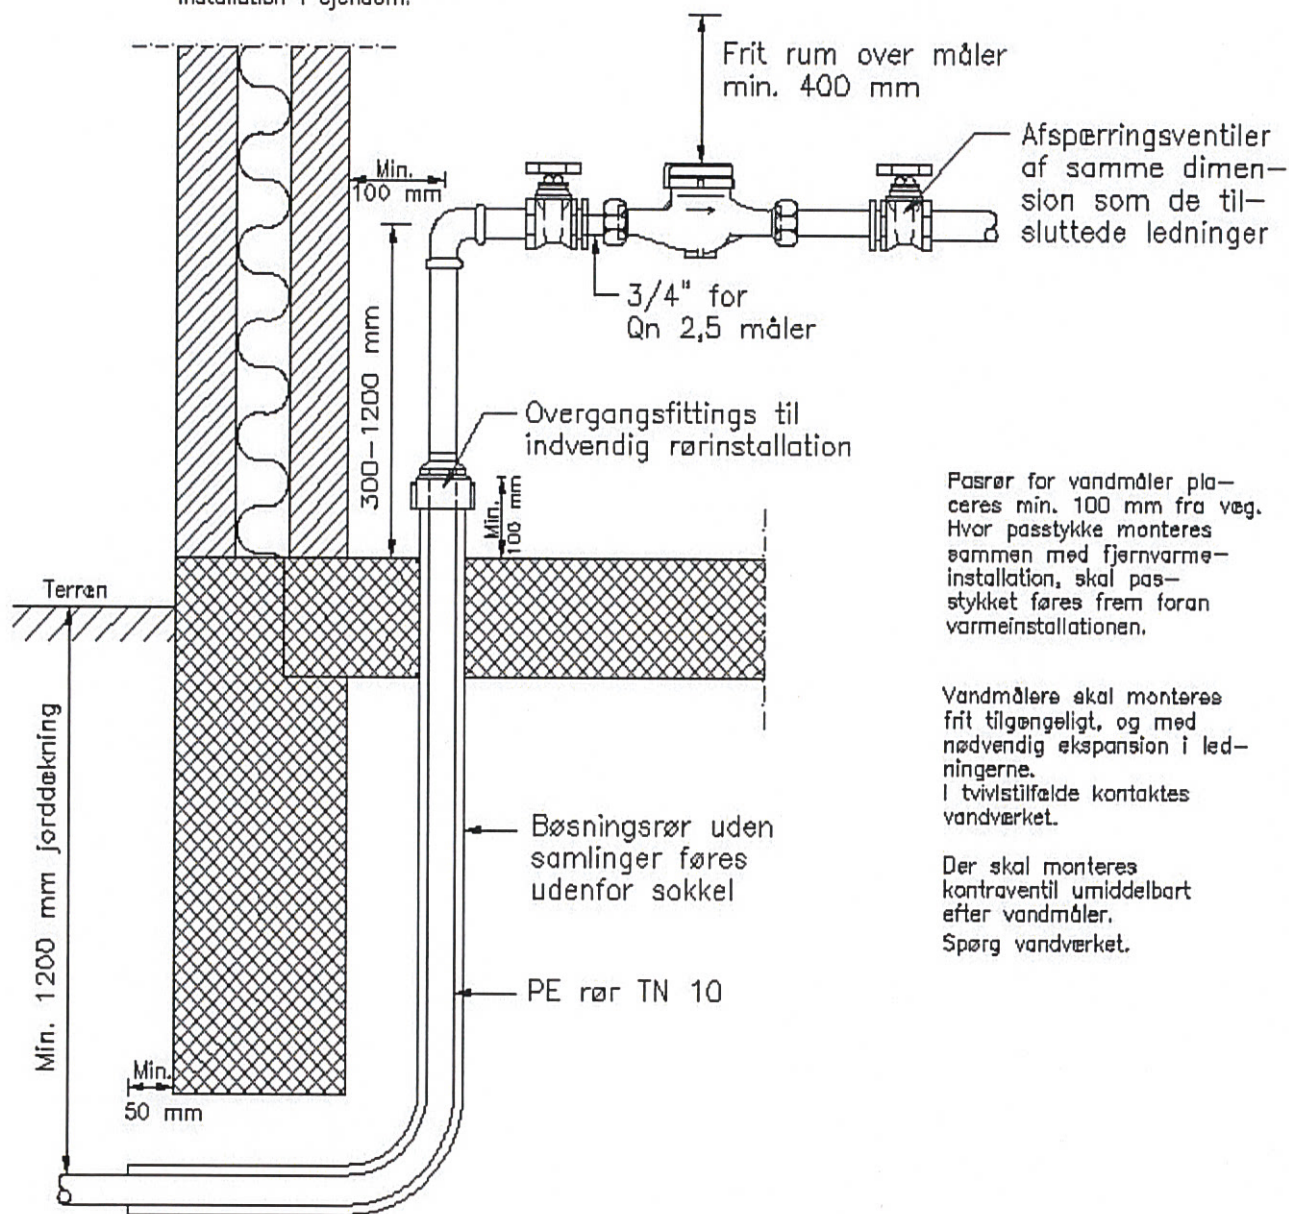 installation i ejendom.
Frit rum over måler
min. 400 mm
Afspærringsventiler
af samme dimen-
sion som de til-
sluttede ledninger
Min.
100 mm
3/4" for
Qn 2,5 måler
300-1200 mm
Overgangsfittings til
indvendig rørinstallation
Min.
100 mm
Pasrør for vandmåler pla-
ceres min. 100 mm fra væg.
Hvor passtykke monteres
sammen med fjernvarme-
installation, skal pas-
stykket føres frem foran
varmeinstallationen.
Terræn
Vandmålere skal monteres
frit tilgængeligt, og med
nødvendig ekspansion i led-
ningerne.
I tvivlstilfælde kontaktes
vandværket.
Min. 1200 mm jorddækning
Bøsningsrør uden
samlinger føres
udenfor sokkel
Der skal monteres
kontraventil umiddelbart
efter vandmåler.
Spørg vandværket.
PE rør TN 10
Min.
50 mm